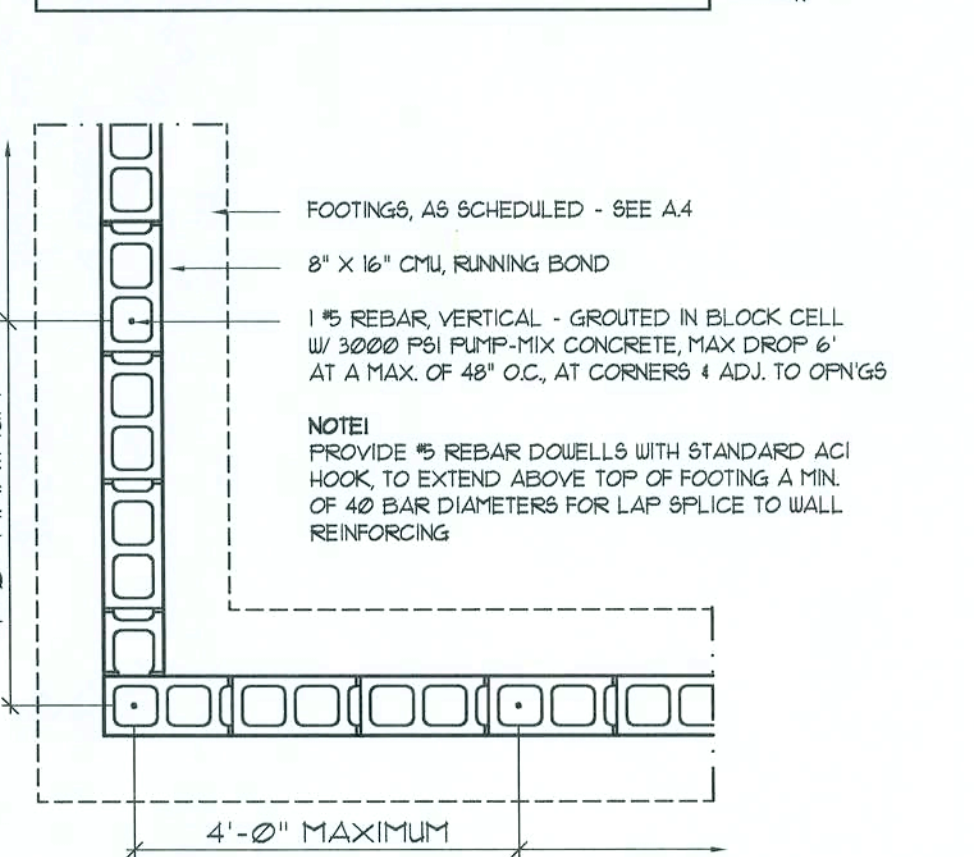 FOOTINGS, AS SCHEDULED - SEE A.4
8" X 16" CMU, RUNNING BOND
1 #5 REBAR, VERTICAL - GROUTED IN BLOCK CELL
W/ 3000 PSI PUMP-MIX CONCRETE, MAX DROP 6'
AT A MAX. OF 48" O.C., AT CORNERS & ADJ. TO OPN'GS
NOTE!
PROVIDE #5 REBAR DOWELLS WITH STANDARD ACI
HOOK, TO EXTEND ABOVE TOP OF FOOTING A MIN.
OF 40 BAR DIAMETERS FOR LAP SPLICE TO WALL
REINFORCING
4'-0" MAXIMUM